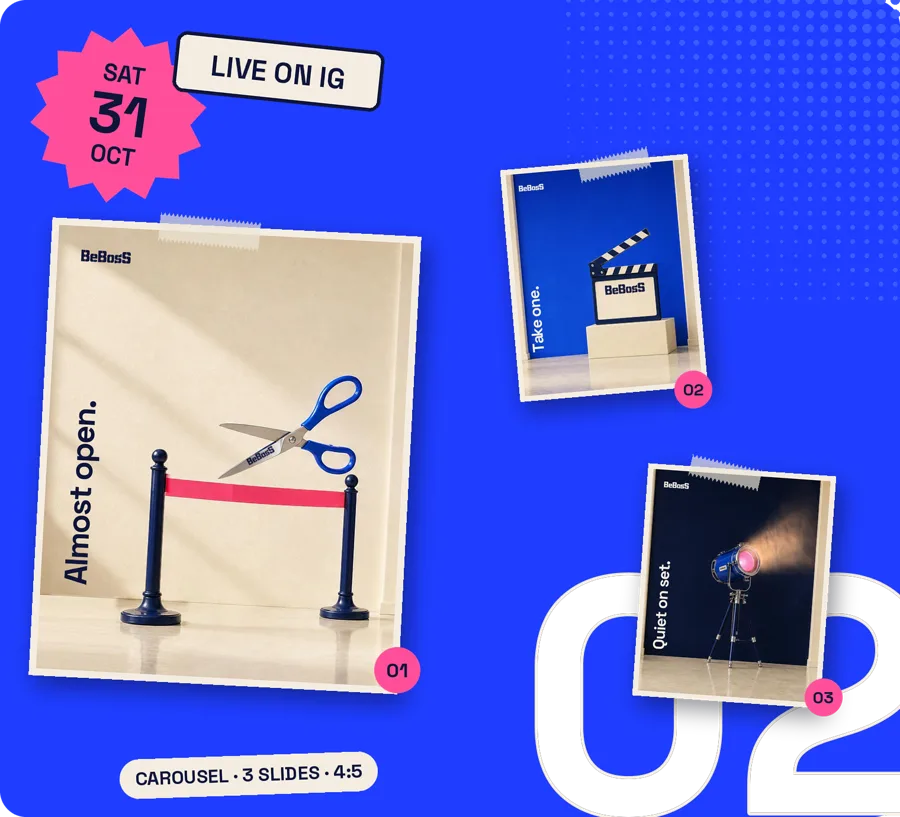 SAT
31
OCT
LIVE ON IG
BeBosS
Almost open.
BeBosS
01
BeBosS
Take one.
BeBosS
02
BeBosS
Quiet on set.
03
CAROUSEL · 3 SLIDES · 4:5
02